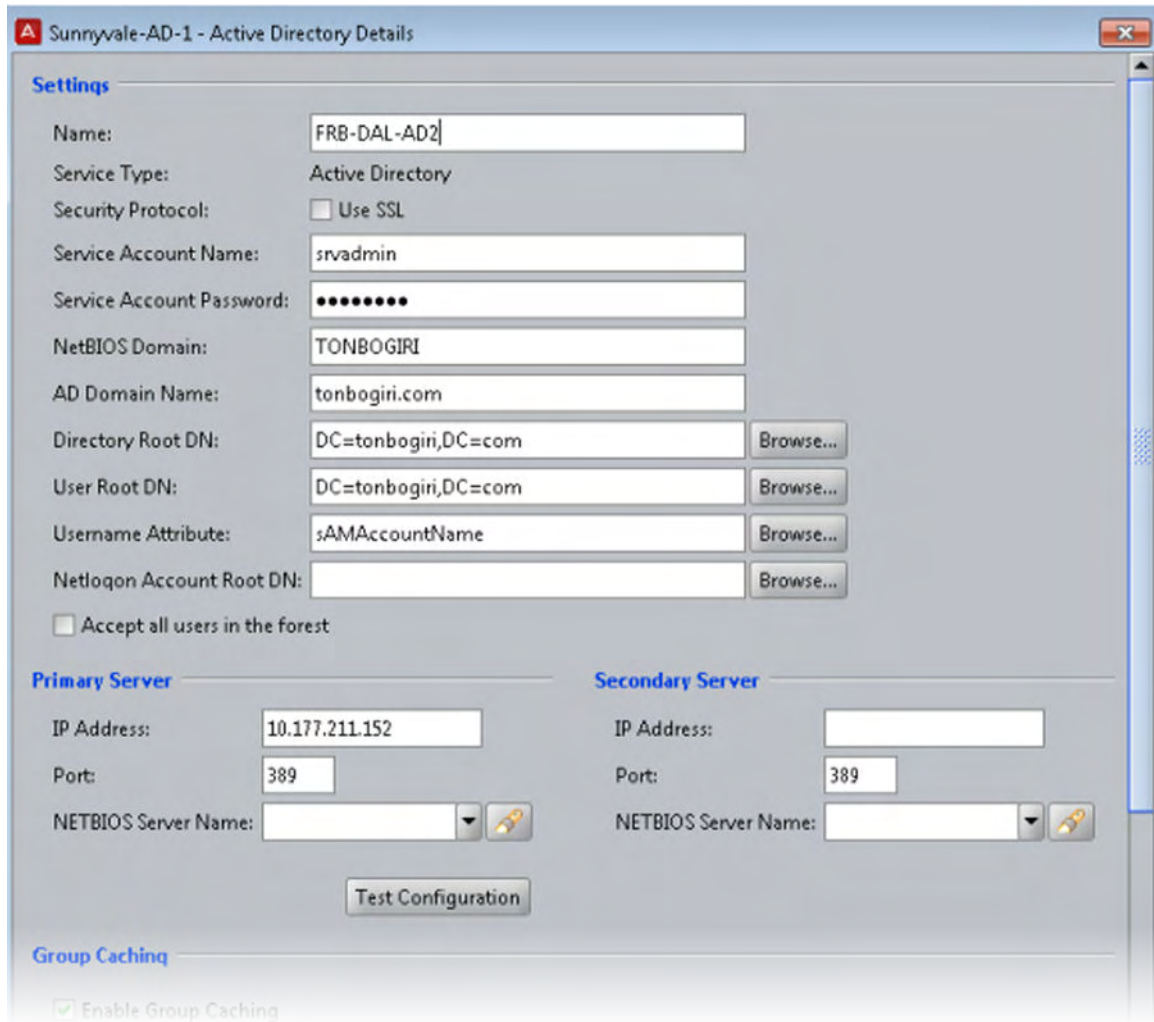 A Sunnyvale-AD-1 - Active Directory Details
Settings
Name: FRB-DAL-AD2
Service Type: Active Directory
Security Protocol: Use SSL
Service Account Name: srvadmin
Service Account Password: ●●●●●●●●
NetBIOS Domain: TONBOGIRI
AD Domain Name: tonbogiri.com
Directory Root DN: DC=tonbogiri,DC=com Browse...
User Root DN: DC=tonbogiri,DC=com Browse...
Username Attribute: sAMAccountName Browse...
Netlogon Account Root DN: Browse...
Accept all users in the forest
Primary Server Secondary Server
IP Address: 10.177.211.152 IP Address:
Port: 389 Port: 389
NETBIOS Server Name: NETBIOS Server Name:
Test Configuration
Group Caching
Enable Group Caching